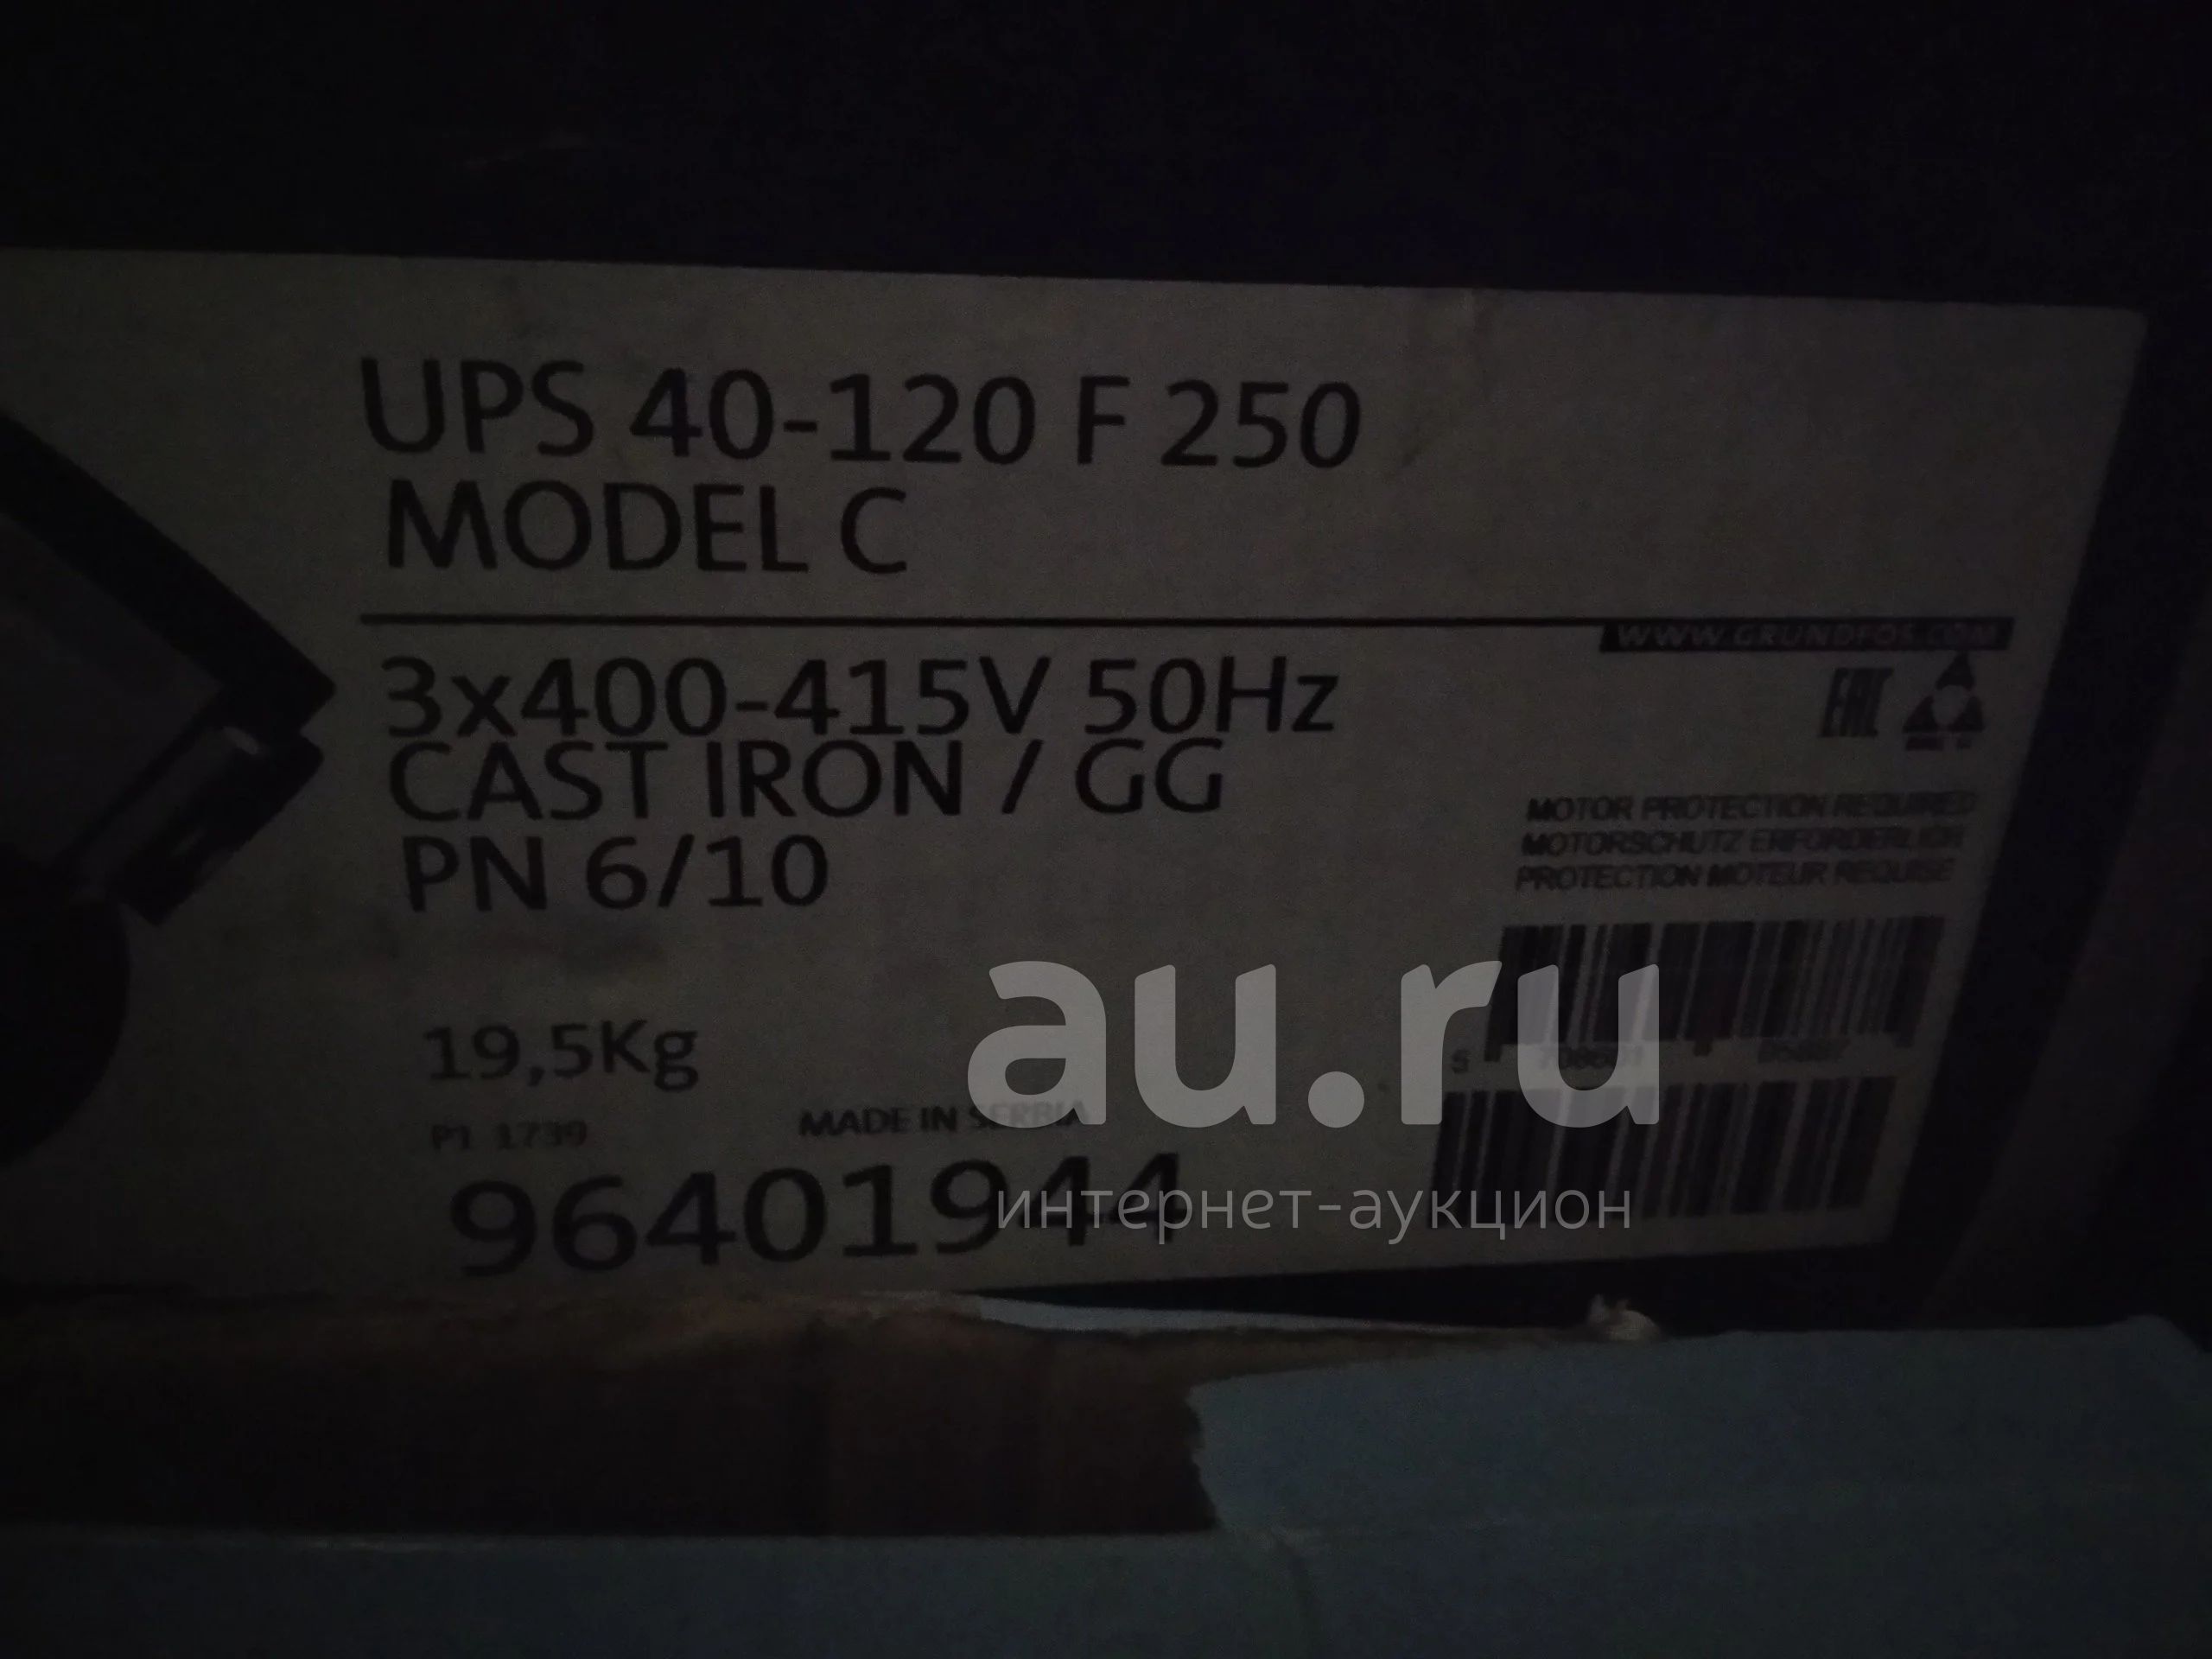 UPS 40-120 F 250
MODEL C
WWW.GRUNDFOS.COM
3x400-415V 50Hz
CAST IRON / GG
PN 6/10
EAC
MOTOR PROTECTION REQUIRED
MOTORSCHUTZ ERFORDERLICH
PROTECTION MOTEUR REQUISE
19,5Kg
P1 1739
MADE IN SERBIA
96401944
au.ru
интернет-аукцион